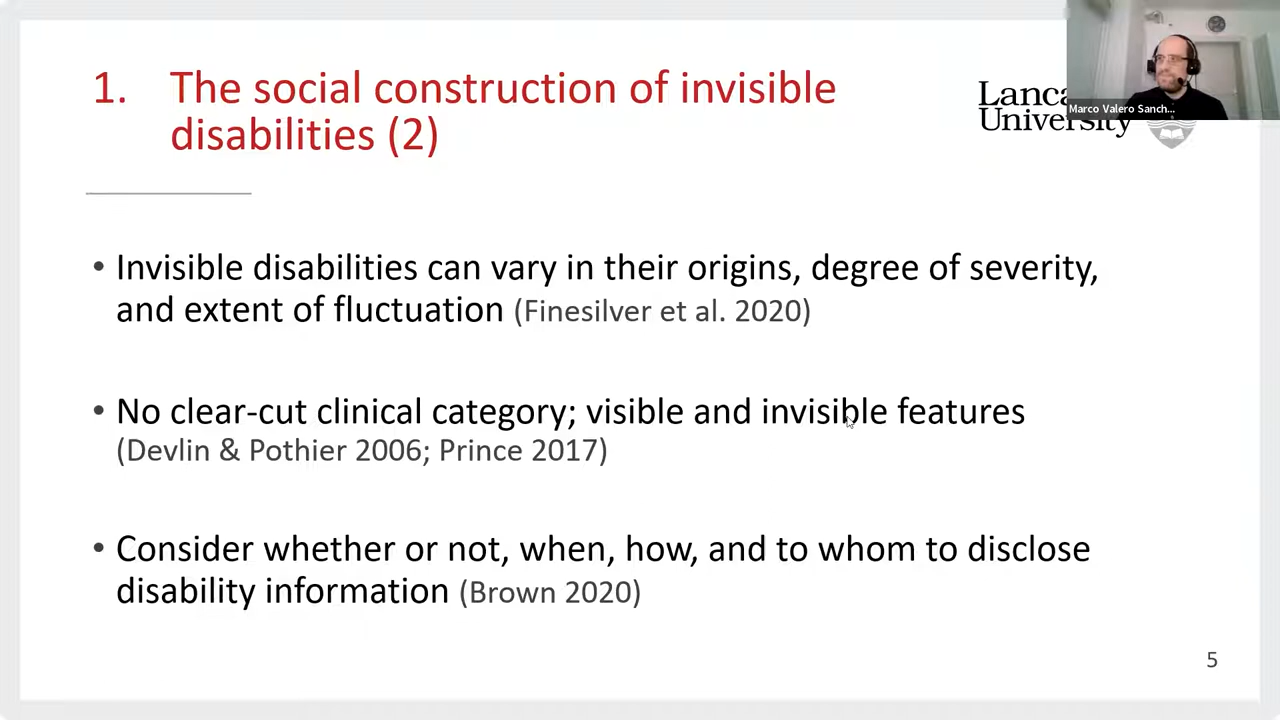 1. The social construction of invisible
disabilities (2)
Lanca
University
Marco Valero Sanch...
• Invisible disabilities can vary in their origins, degree of severity,
and extent of fluctuation (Finesilver et al. 2020)
• No clear-cut clinical category; visible and invisible features
(Devlin & Pothier 2006; Prince 2017)
• Consider whether or not, when, how, and to whom to disclose
disability information (Brown 2020)
5